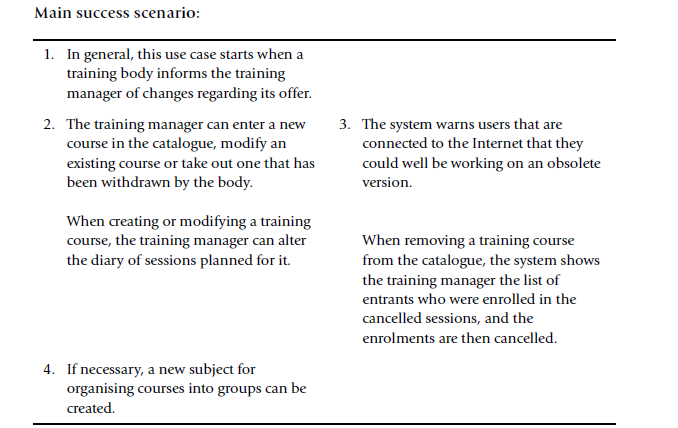 Main success scenario:
1. In general, this use case starts when a
training body informs the training
manager of changes regarding its offer.
2. The training manager can enter a new
course in the catalogue, modify an
existing course or take out one that has
been withdrawn by the body.
When creating or modifying a training
course, the training manager can alter
the diary of sessions planned for it.
3. The system warns users that are
connected to the Internet that they
could well be working on an obsolete
version.
When removing a training course
from the catalogue, the system shows
the training manager the list of
entrants who were enrolled in the
cancelled sessions, and the
enrolments are then cancelled.
4. If necessary, a new subject for
organising courses into groups can be
created.